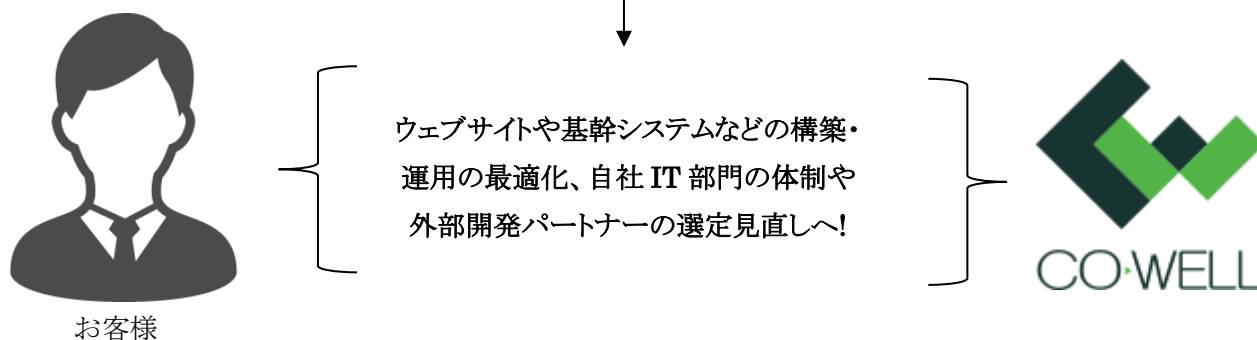 ウェブサイトや基幹システムなどの構築・
運用の最適化、自社 IT 部門の体制や
外部開発パートナーの選定見直しへ!
CO WELL
お客様